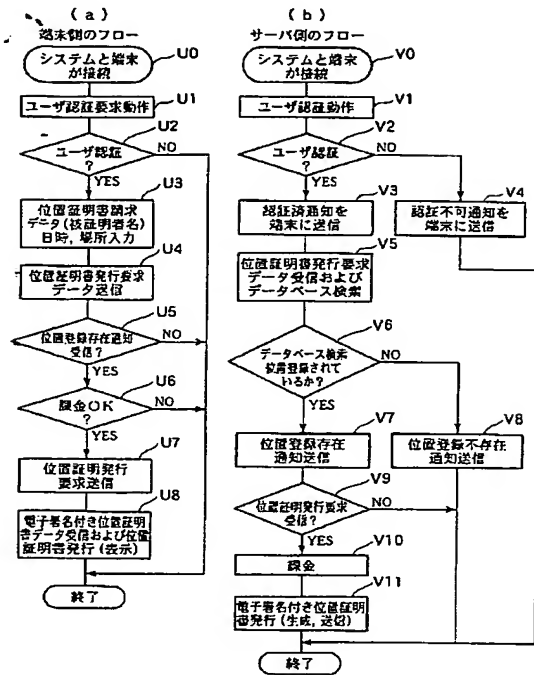 (a)
端末側のフロー
U0
システムと端末
が接続
U1
ユーザ認証要求動作
U2
ユーザ認証
?
NO
YES
U3
位置証明書請求
データ(被証明者名)
日時,場所入力
U4
位置証明書発行要求
データ送信
U5
位置登録存在通知
受信?
NO
YES
U6
課金OK
?
NO
YES
U7
位置証明発行
要求送信
U8
電子署名付き位置証明
書データ受信および位置
証明書発行(表示)
終了
(b)
サーバ側のフロー
V0
システムと端末
が接続
V1
ユーザ認証動作
V2
ユーザ認証
?
NO
YES
V3
認証済通知を
端末に送信
V4
認証不可通知を
端末に送信
V5
位置証明書発行要求
データ受信および
データベース検索
V6
データベース検索
位置登録されて
いるか?
NO
YES
V7
位置登録存在
通知送信
V8
位置登録不存在
通知送信
V9
位置証明発行要求
受信?
NO
YES
V10
課金
V11
電子署名付き位置証明
書発行(生成,送信)
終了